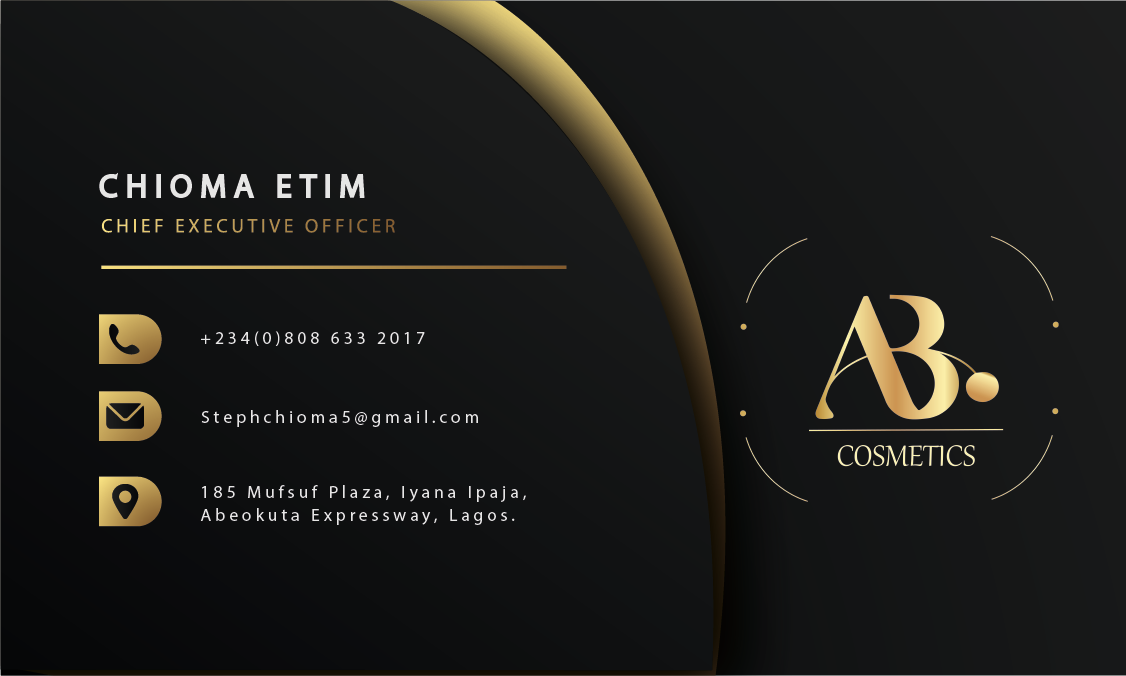 CHIOMA ETIM
CHIEF EXECUTIVE OFFICER
+234(0)808 633 2017
Stephchioma5@gmail.com
185 Mufsuf Plaza, Iyana Ipaja,
Abeokuta Expressway, Lagos.
AB
COSMETICS